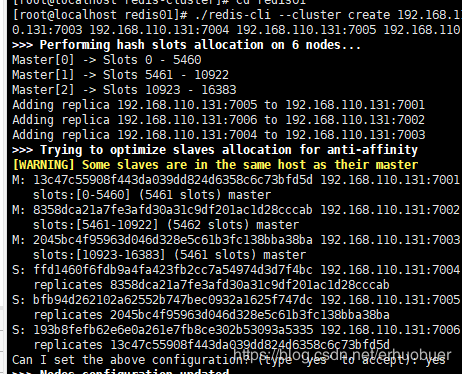 [root@localhost redis-cluster]# cd redis01
[root@localhost redis01]# ./redis-cli --cluster create 192.168.11
0.131:7003 192.168.110.131:7004 192.168.110.131:7005 192.168.110
>>> Performing hash slots allocation on 6 nodes...
Master[0] -> Slots 0 - 5460
Master[1] -> Slots 5461 - 10922
Master[2] -> Slots 10923 - 16383
Adding replica 192.168.110.131:7005 to 192.168.110.131:7001
Adding replica 192.168.110.131:7006 to 192.168.110.131:7002
Adding replica 192.168.110.131:7004 to 192.168.110.131:7003
>>> Trying to optimize slaves allocation for anti-affinity
[WARNING] Some slaves are in the same host as their master
M: 13c47c55908f443da039dd824d6358c6c73bfd5d 192.168.110.131:7001
slots:[0-5460] (5461 slots) master
M: 8358dca21a7fe3afd30a31c9df201ac1d28cccab 192.168.110.131:7002
slots:[5461-10922] (5462 slots) master
M: 2045bc4f95963d046d328e5c61b3fc138bba38ba 192.168.110.131:7003
slots:[10923-16383] (5461 slots) master
S: ffd1460f6fdb9a4fa423fb2cc7a54974d3d7f4bc 192.168.110.131:7004
replicates 8358dca21a7fe3afd30a31c9df201ac1d28cccab
S: bfb94d262102a62552b747bec0932a1625f747dc 192.168.110.131:7005
replicates 2045bc4f95963d046d328e5c61b3fc138bba38ba
S: 193b8fefb62e6e0a261e7fb8ce302b53093a5335 192.168.110.131:7006
replicates 13c47c55908f443da039dd824d6358c6c73bfd5d
Can I set the above configuration? (type 'yes' to accept): yes
>>> Nodes configuration updated
https://blog.csdn.net/erhuobuer